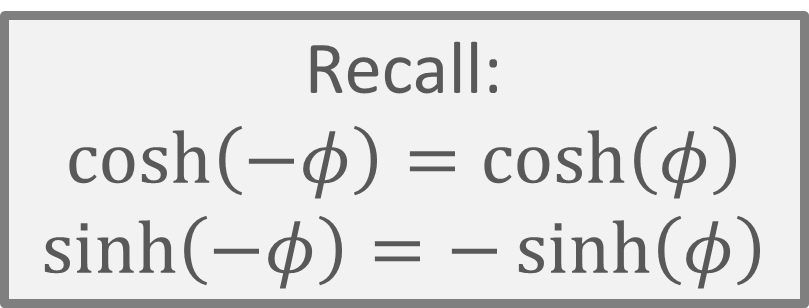 Recall:
cosh(−ϕ) = cosh(ϕ)
sinh(−ϕ) = − sinh(ϕ)